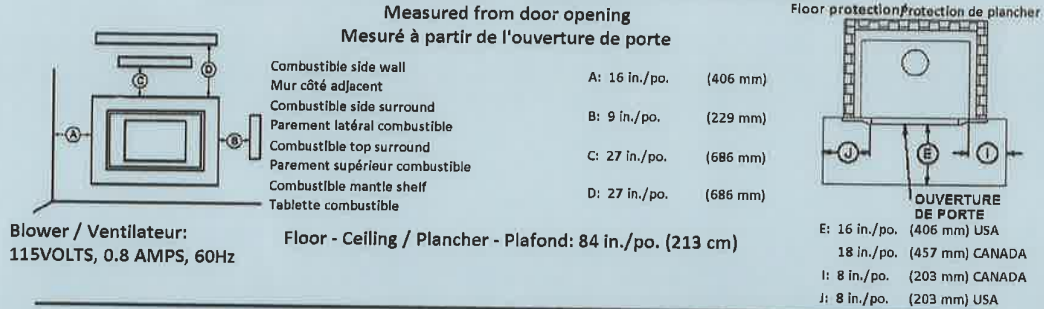 Measured from door opening
Mesuré à partir de l'ouverture de porte
A
B
C
D
Combustible side wall
Mur côté adjacent
A: 16 in./po. (406 mm)
Combustible side surround
Parement latéral combustible
B: 9 in./po. (229 mm)
Combustible top surround
Parement supérieur combustible
C: 27 in./po. (686 mm)
Combustible mantle shelf
Tablette combustible
D: 27 in./po. (686 mm)
Blower / Ventilateur:
115VOLTS, 0.8 AMPS, 60Hz
Floor - Ceiling / Plancher - Plafond: 84 in./po. (213 cm)
Floor protection/Protection de plancher
J
E
I
OUVERTURE
DE PORTE
E: 16 in./po. (406 mm) USA
18 in./po. (457 mm) CANADA
I: 8 in./po. (203 mm) CANADA
J: 8 in./po. (203 mm) USA